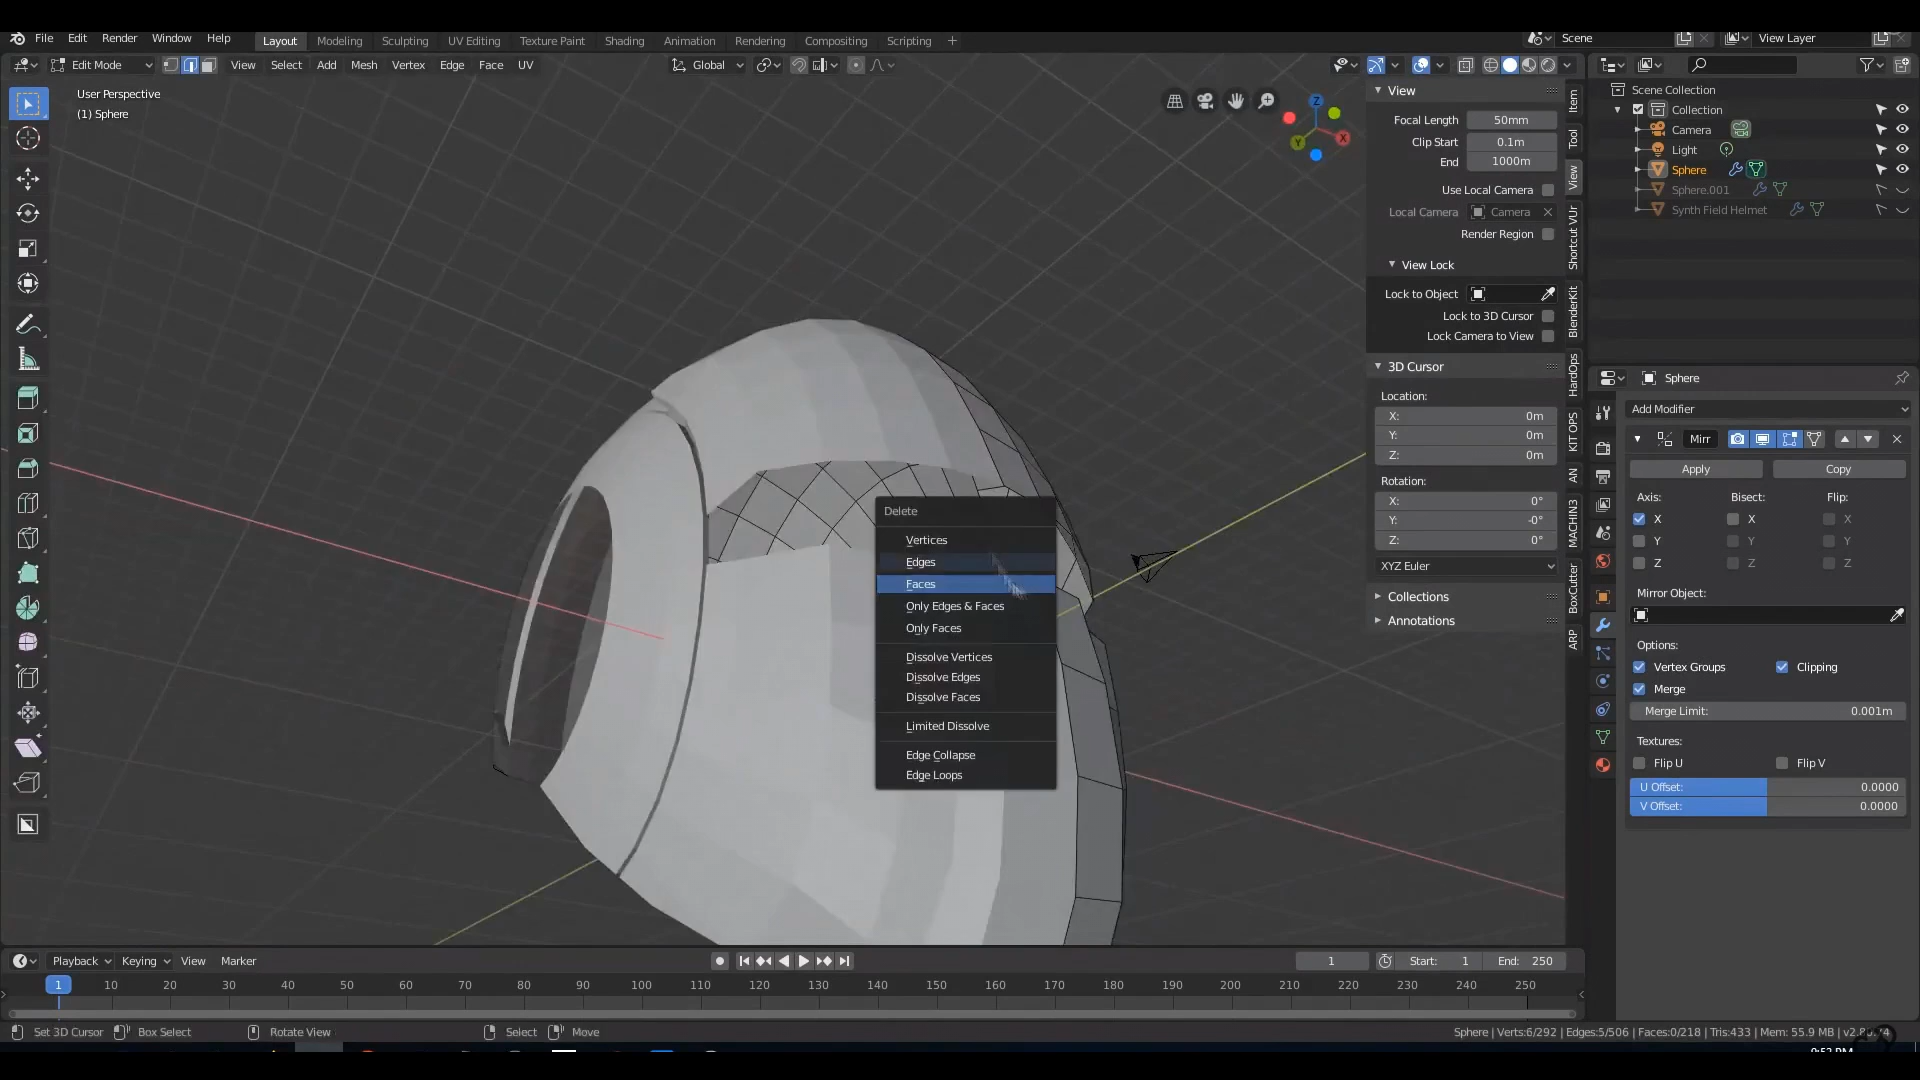 File Edit Render Window Help Layout Modeling Sculpting UV Editing Texture Paint Shading Animation Rendering Compositing Scripting + Scene View Layer
Edit Mode View Select Add Mesh Vertex Edge Face UV Global
User Perspective
(1) Sphere
Z
X
Y
Delete
Vertices
Edges
Faces
Only Edges & Faces
Only Faces
Dissolve Vertices
Dissolve Edges
Dissolve Faces
Limited Dissolve
Edge Collapse
Edge Loops
View
Focal Length 50mm
Clip Start 0.1m
End 1000m
Use Local Camera
Local Camera Camera
Render Region
View Lock
Lock to Object
Lock to 3D Cursor
Lock Camera to View
3D Cursor
Location:
X: 0m
Y: 0m
Z: 0m
Rotation:
X: 0°
Y: -0°
Z: 0°
XYZ Euler
Collections
Annotations
Item
Tool
View
Shortcut VUr
BlenderKit
HardOps
KIT OPS
AN
MACHIN3
BoxCutter
ARP
Scene Collection
Collection
Camera
Light
Sphere
Sphere.001
Synth Field Helmet
Sphere
Add Modifier
Mirr
Apply Copy
Axis: Bisect: Flip:
X X X
Y Y Y
Z Z Z
Mirror Object:
Options:
Vertex Groups Clipping
Merge
Merge Limit: 0.001m
Textures:
Flip U Flip V
U Offset: 0.0000
V Offset: 0.0000
Playback Keying View Marker 1 Start: 1 End: 250
1 10 20 30 40 50 60 70 80 90 100 110 120 130 140 150 160 170 180 190 200 210 220 230 240 250
Set 3D Cursor Box Select Rotate View Select Move Sphere | Verts:6/292 | Edges:5/506 | Faces:0/218 | Tris:433 | Mem: 55.9 MB